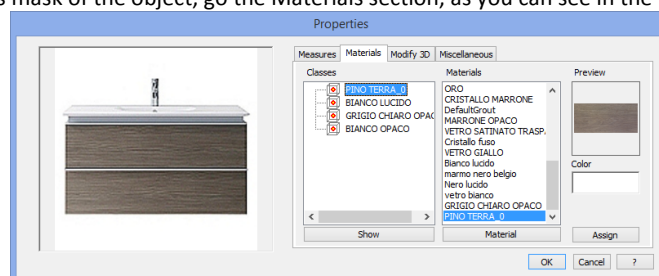 s mask of the object, go the Materials section, as you can see in the
Properties
Measures Materials Modify 3D Miscellaneous
Classes Materials Preview
PINO TERRA_0
BIANCO LUCIDO
GRIGIO CHIARO OPAC
BIANCO OPACO
ORO
CRISTALLO MARRONE
DefaultGrout
MARRONE OPACO
VETRO SATINATO TRASP.
Cristallo fuso
VETRO GIALLO
Bianco lucido
marmo nero belgio
Nero lucido
vetro bianco
GRIGIO CHIARO OPACO
PINO TERRA_0
Color
Show Material Assign
OK Cancel ?